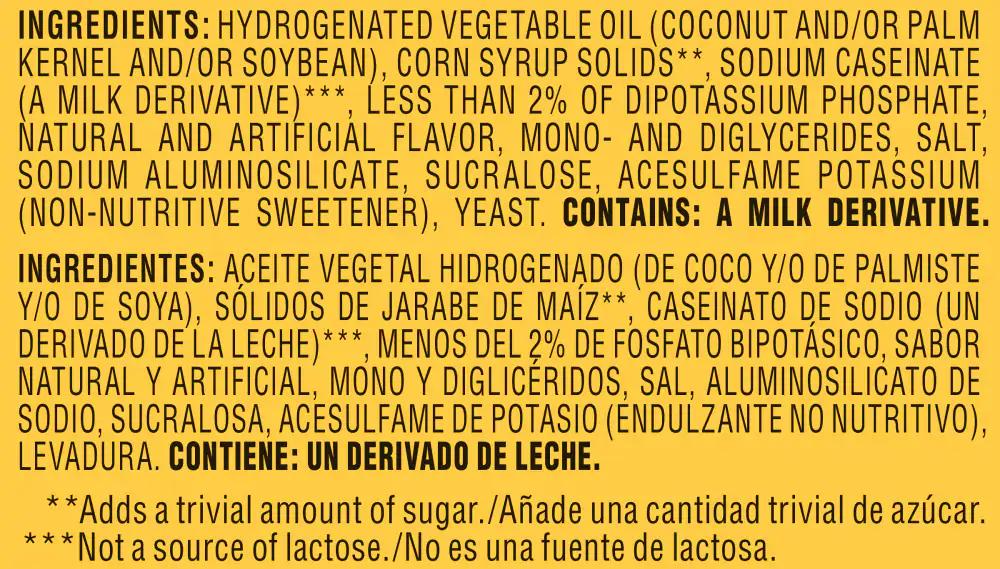 INGREDIENTS: HYDROGENATED VEGETABLE OIL (COCONUT AND/OR PALM
KERNEL AND/OR SOYBEAN), CORN SYRUP SOLIDS**, SODIUM CASEINATE
(A MILK DERIVATIVE)***, LESS THAN 2% OF DIPOTASSIUM PHOSPHATE,
NATURAL AND ARTIFICIAL FLAVOR, MONO- AND DIGLYCERIDES, SALT,
SODIUM ALUMINOSILICATE, SUCRALOSE, ACESULFAME POTASSIUM
(NON-NUTRITIVE SWEETENER), YEAST. CONTAINS: A MILK DERIVATIVE.
INGREDIENTES: ACEITE VEGETAL HIDROGENADO (DE COCO Y/O DE PALMISTE
Y/O DE SOYA), SÓLIDOS DE JARABE DE MAÍZ**, CASEINATO DE SODIO (UN
DERIVADO DE LA LECHE)***, MENOS DEL 2% DE FOSFATO BIPOTÁSICO, SABOR
NATURAL Y ARTIFICIAL, MONO Y DIGLICÉRIDOS, SAL, ALUMINOSILICATO DE
SODIO, SUCRALOSA, ACESULFAME DE POTASIO (ENDULZANTE NO NUTRITIVO),
LEVADURA. CONTIENE: UN DERIVADO DE LECHE.
**Adds a trivial amount of sugar./Añade una cantidad trivial de azúcar.
***Not a source of lactose./No es una fuente de lactosa.